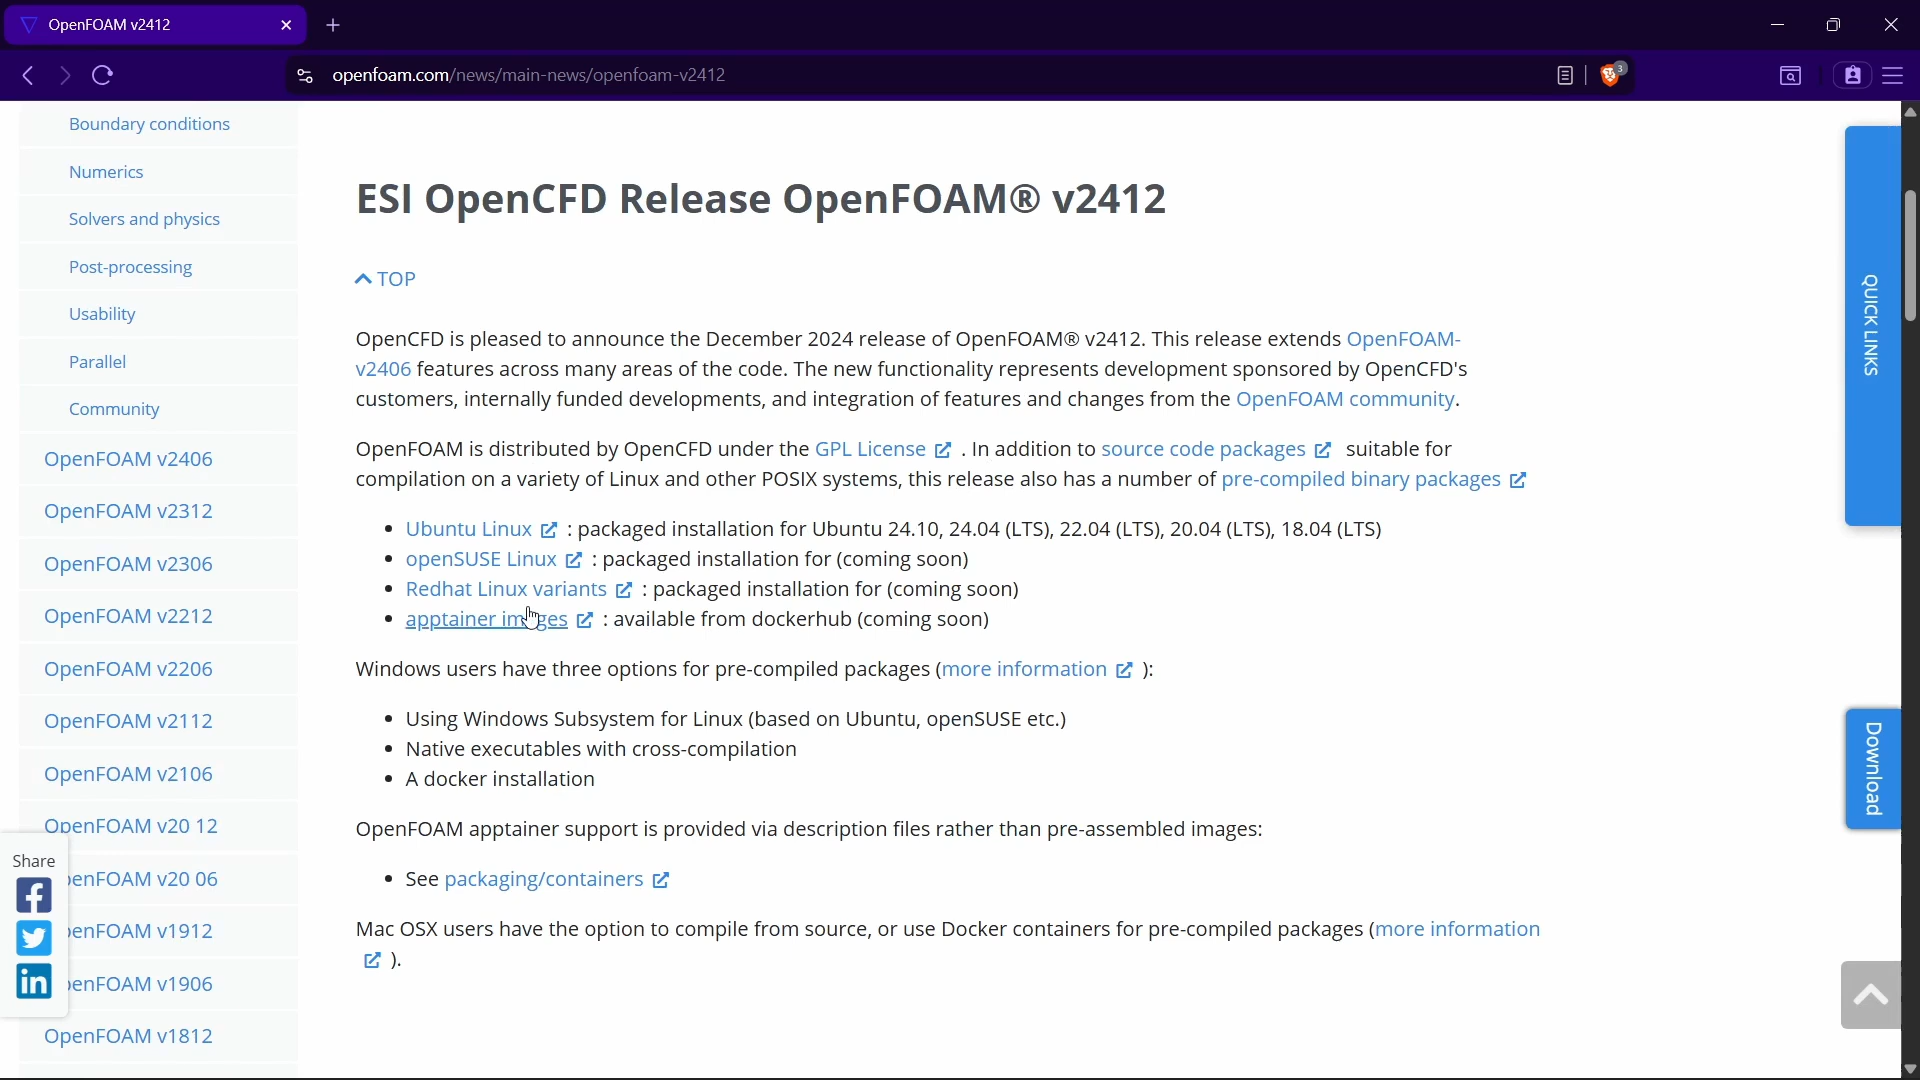 OpenFOAM v2412
openfoam.com/news/main-news/openfoam-v2412
3
Boundary conditions
Numerics
Solvers and physics
Post-processing
Usability
Parallel
Community
OpenFOAM v2406
OpenFOAM v2312
OpenFOAM v2306
OpenFOAM v2212
OpenFOAM v2206
OpenFOAM v2112
OpenFOAM v2106
OpenFOAM v20 12
enFOAM v20 06
enFOAM v1912
enFOAM v1906
OpenFOAM v1812
Share
ESI OpenCFD Release OpenFOAM® v2412
TOP
OpenCFD is pleased to announce the December 2024 release of OpenFOAM® v2412. This release extends OpenFOAM-
v2406 features across many areas of the code. The new functionality represents development sponsored by OpenCFD's
customers, internally funded developments, and integration of features and changes from the OpenFOAM community.
OpenFOAM is distributed by OpenCFD under the GPL License . In addition to source code packages suitable for
compilation on a variety of Linux and other POSIX systems, this release also has a number of pre-compiled binary packages
• Ubuntu Linux : packaged installation for Ubuntu 24.10, 24.04 (LTS), 22.04 (LTS), 20.04 (LTS), 18.04 (LTS)
• openSUSE Linux : packaged installation for (coming soon)
• Redhat Linux variants : packaged installation for (coming soon)
• apptainer images : available from dockerhub (coming soon)
Windows users have three options for pre-compiled packages (more information ):
• Using Windows Subsystem for Linux (based on Ubuntu, openSUSE etc.)
• Native executables with cross-compilation
• A docker installation
OpenFOAM apptainer support is provided via description files rather than pre-assembled images:
• See packaging/containers
Mac OSX users have the option to compile from source, or use Docker containers for pre-compiled packages (more information
).
QUICK LINKS
Download